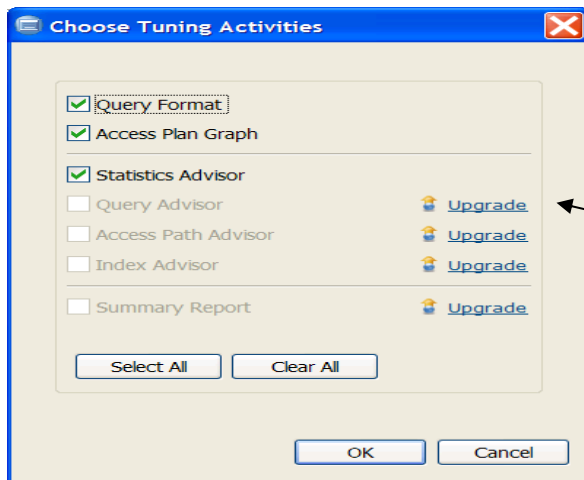 Choose Tuning Activities
Query Format
Access Plan Graph
Statistics Advisor
Query Advisor Upgrade
Access Path Advisor Upgrade
Index Advisor Upgrade
Summary Report Upgrade
Select All Clear All
OK Cancel